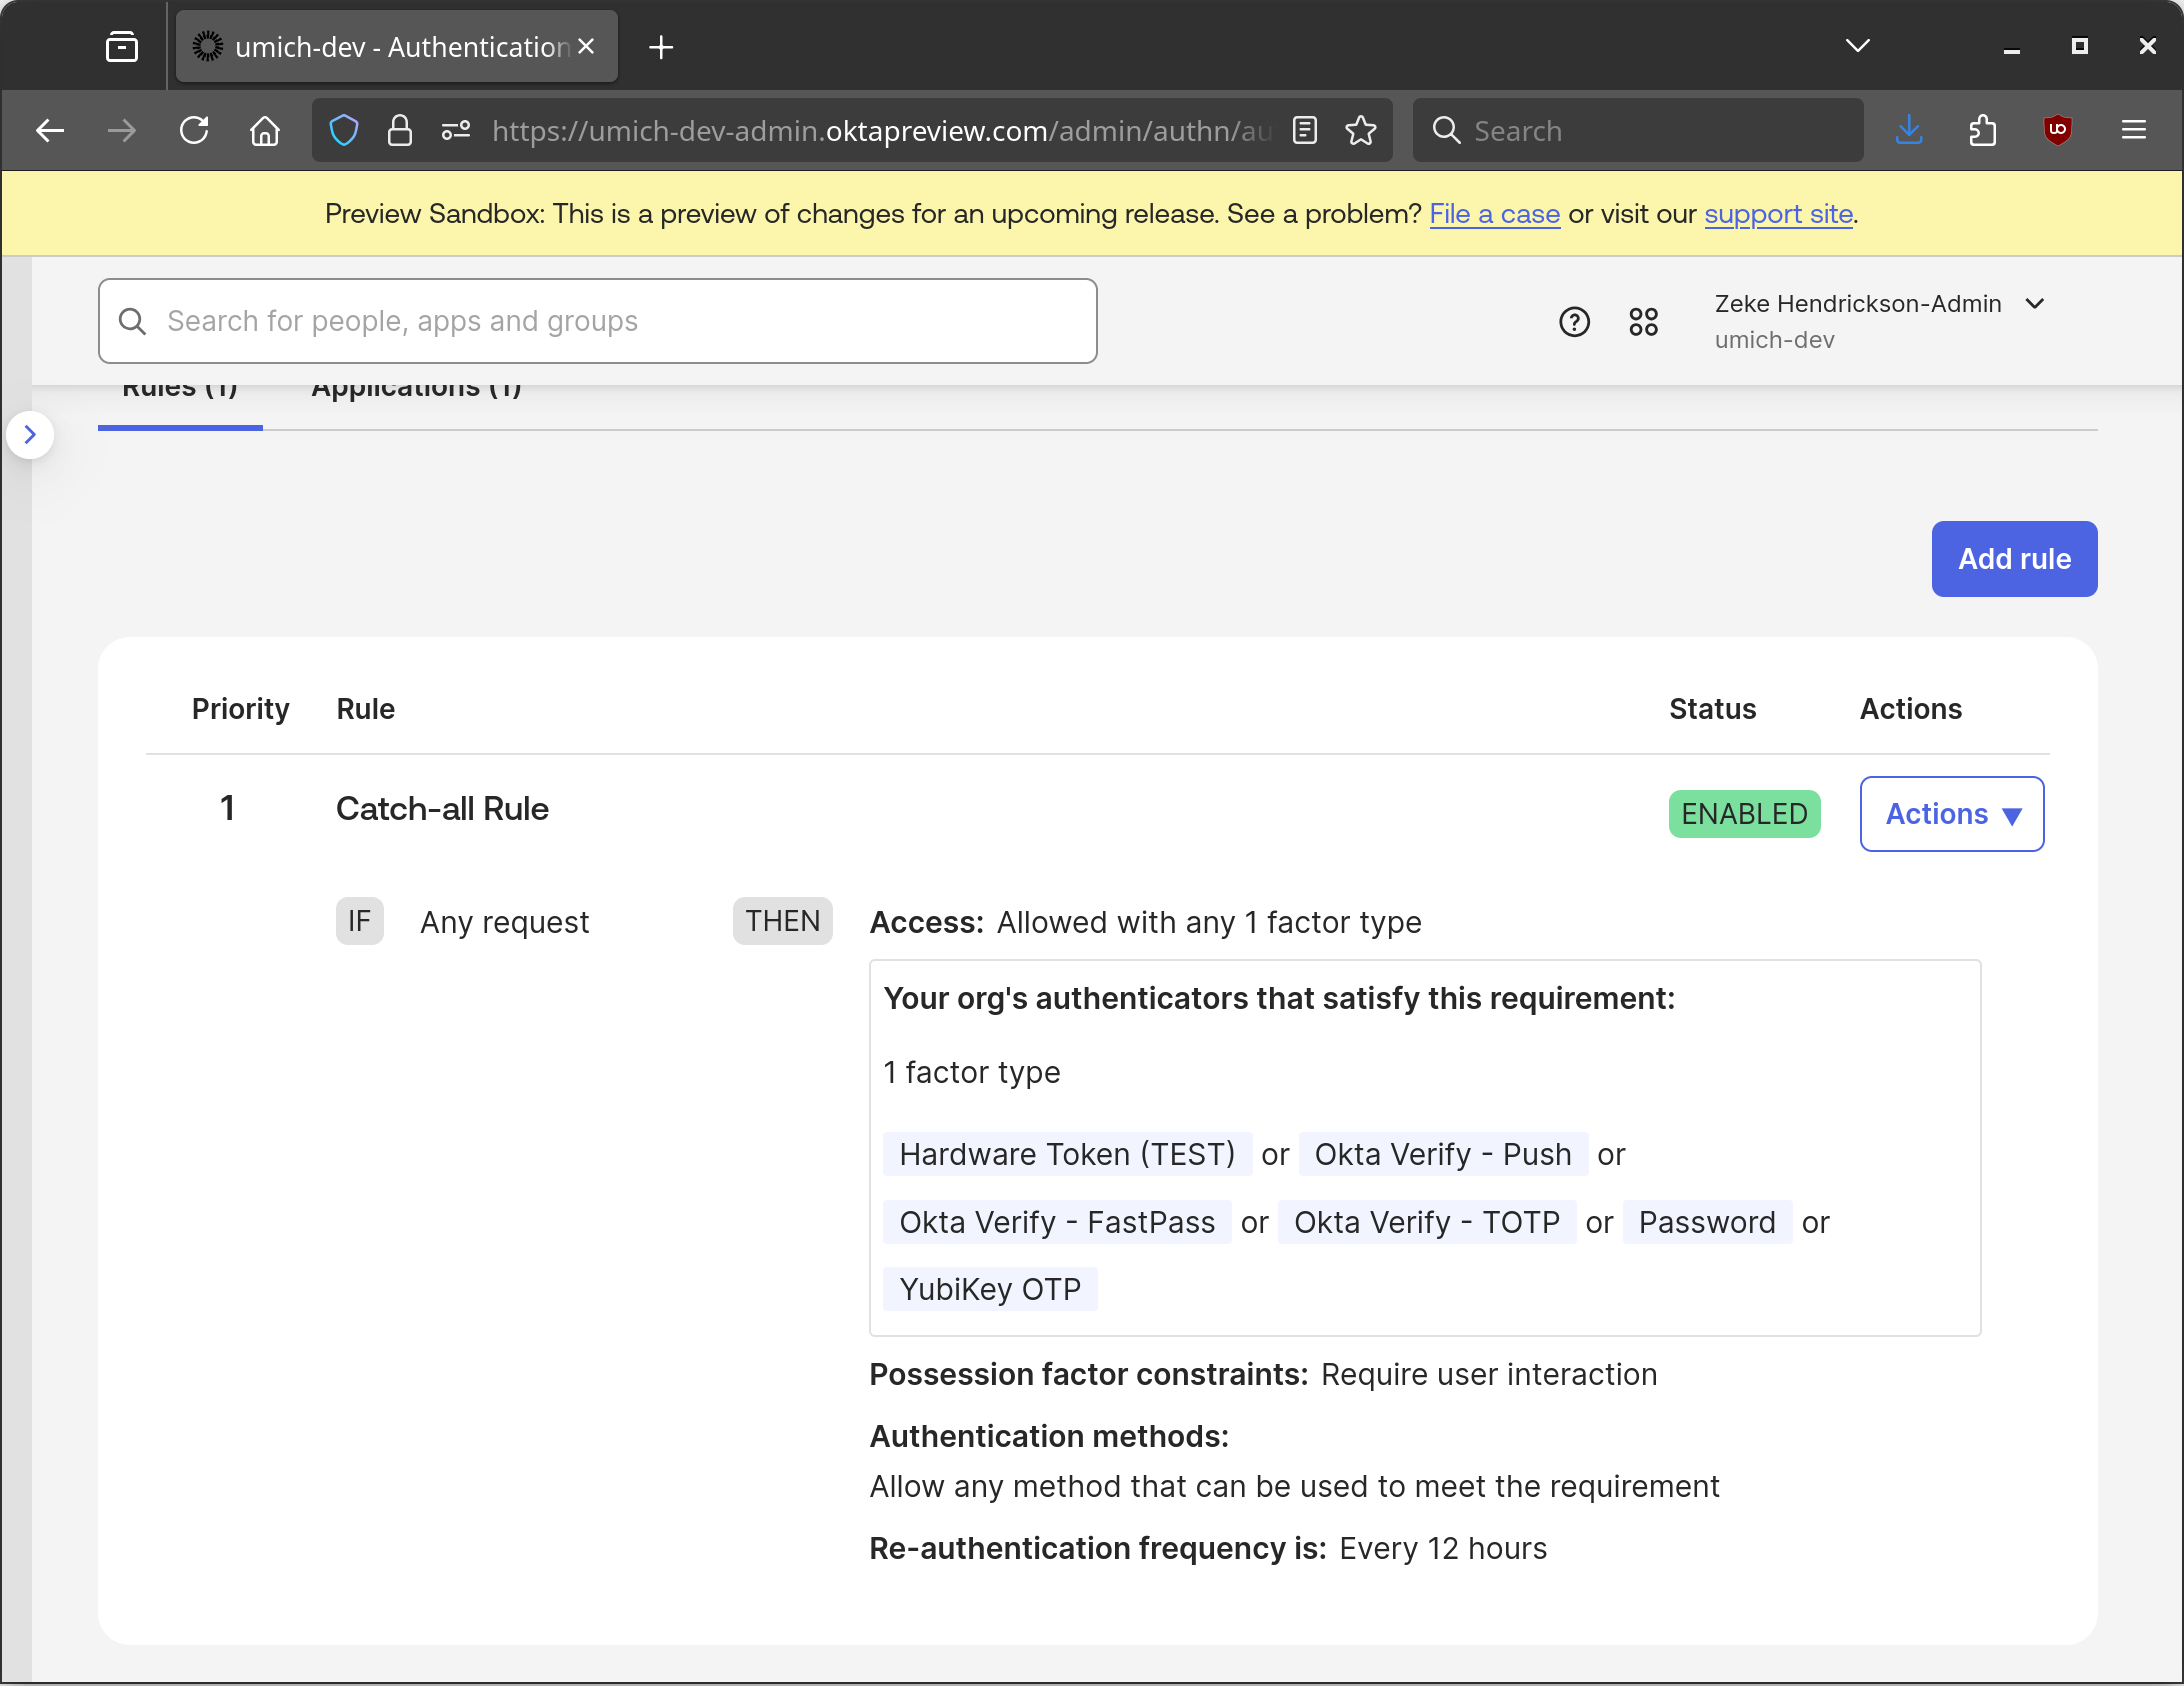 umich-dev - Authentication
https://umich-dev-admin.oktapreview.com/admin/authn/au
Search
Preview Sandbox: This is a preview of changes for an upcoming release. See a problem? File a case or visit our support site.
Search for people, apps and groups
Zeke Hendrickson-Admin
umich-dev
Rules (1) Applications (1)
Add rule
Priority Rule Status Actions
1 Catch-all Rule ENABLED Actions ▼
IF Any request THEN Access: Allowed with any 1 factor type
Your org's authenticators that satisfy this requirement:
1 factor type
Hardware Token (TEST) or Okta Verify - Push or
Okta Verify - FastPass or Okta Verify - TOTP or Password or
YubiKey OTP
Possession factor constraints: Require user interaction
Authentication methods:
Allow any method that can be used to meet the requirement
Re-authentication frequency is: Every 12 hours